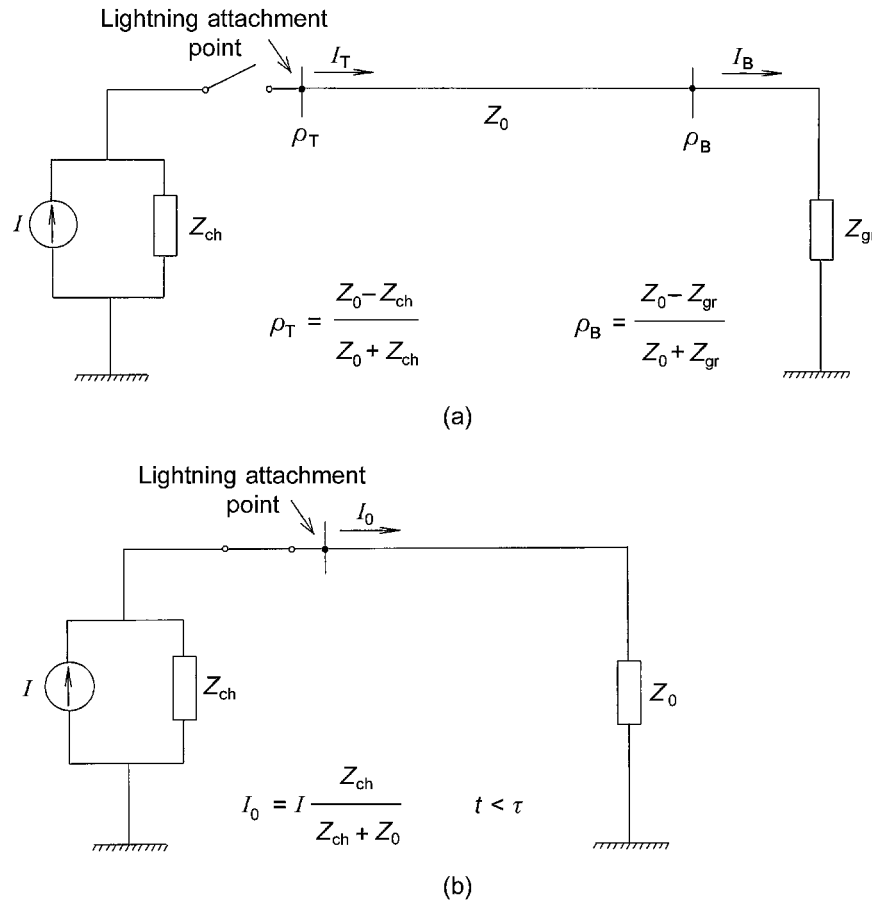 Lightning attachment
point
I_T
I_B
ρ_T
Z_0
ρ_B
I
Z_ch
Z_gr
ρ_T = (Z_0 – Z_ch) / (Z_0 + Z_ch)
ρ_B = (Z_0 – Z_gr) / (Z_0 + Z_gr)
(a)
Lightning attachment
point
I_0
I
Z_ch
Z_0
I_0 = I Z_ch / (Z_ch + Z_0) t < τ
(b)